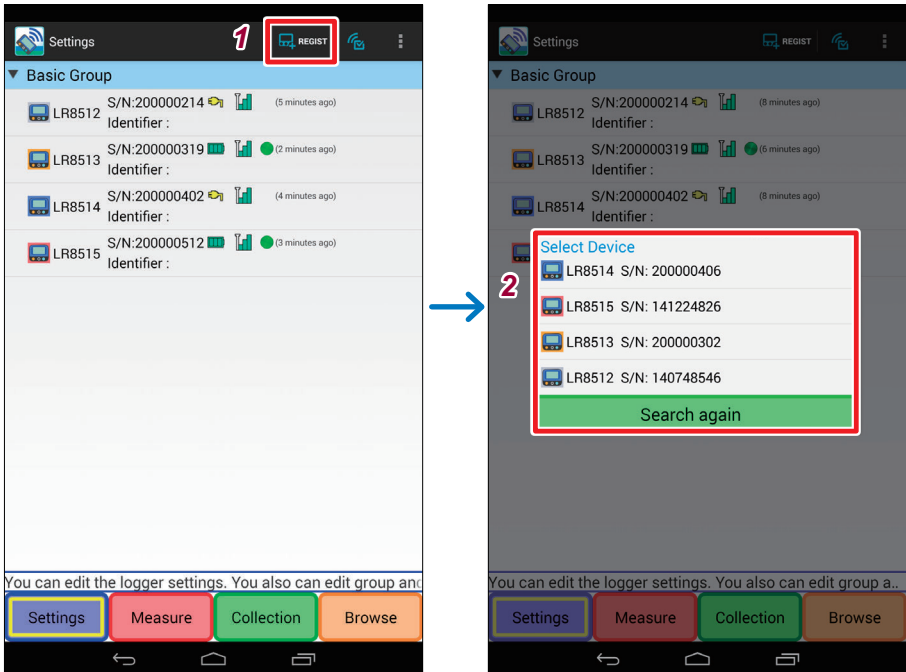 Settings
1
REGIST
Basic Group
LR8512
S/N:200000214
(5 minutes ago)
Identifier :
LR8513
S/N:200000319
(2 minutes ago)
Identifier :
LR8514
S/N:200000402
(4 minutes ago)
Identifier :
LR8515
S/N:200000512
(3 minutes ago)
Identifier :
You can edit the logger settings. You also can edit group and
Settings
Measure
Collection
Browse
Settings
REGIST
Basic Group
LR8512
S/N:200000214
(8 minutes ago)
Identifier :
LR8513
S/N:200000319
(6 minutes ago)
Identifier :
LR8514
S/N:200000402
(8 minutes ago)
Identifier :
2
Select Device
LR8514 S/N: 200000406
LR8515 S/N: 141224826
LR8513 S/N: 200000302
LR8512 S/N: 140748546
Search again
You can edit the logger settings. You also can edit group a..
Settings
Measure
Collection
Browse